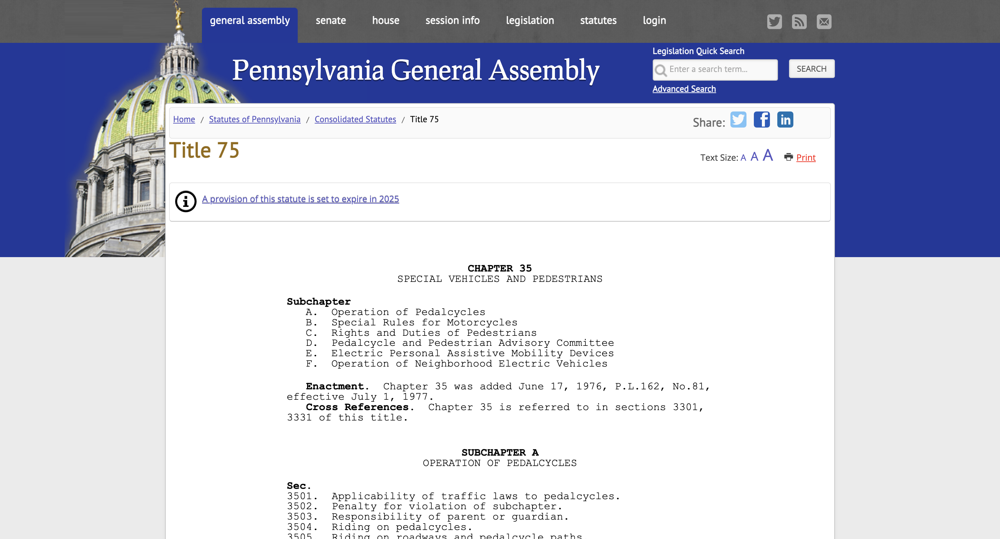 general assembly senate house session info legislation statutes login
Pennsylvania General Assembly
Legislation Quick Search
Enter a search term...
SEARCH
Advanced Search
Home / Statutes of Pennsylvania / Consolidated Statutes / Title 75
Share:
Title 75
Text Size: A A A Print
A provision of this statute is set to expire in 2025
CHAPTER 35
SPECIAL VEHICLES AND PEDESTRIANS
Subchapter
A. Operation of Pedalcycles
B. Special Rules for Motorcycles
C. Rights and Duties of Pedestrians
D. Pedalcycle and Pedestrian Advisory Committee
E. Electric Personal Assistive Mobility Devices
F. Operation of Neighborhood Electric Vehicles
Enactment. Chapter 35 was added June 17, 1976, P.L.162, No.81,
effective July 1, 1977.
Cross References. Chapter 35 is referred to in sections 3301,
3331 of this title.
SUBCHAPTER A
OPERATION OF PEDALCYCLES
Sec.
3501. Applicability of traffic laws to pedalcycles.
3502. Penalty for violation of subchapter.
3503. Responsibility of parent or guardian.
3504. Riding on pedalcycles.
3505. Riding on roadways and pedalcycle paths.